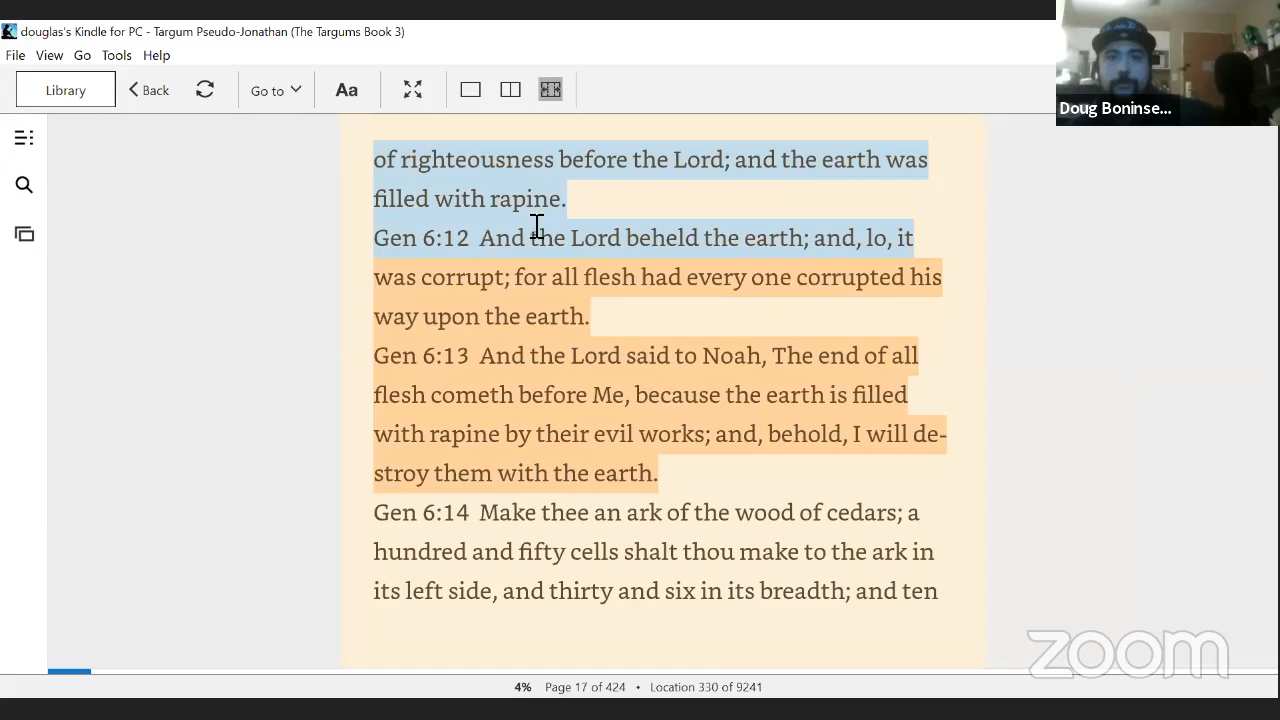 douglas's Kindle for PC - Targum Pseudo-Jonathan (The Targums Book 3)
File View Go Tools Help
Library Back Go to Aa
Doug Boninse...
of righteousness before the Lord; and the earth was
filled with rapine.
Gen 6:12 And the Lord beheld the earth; and, lo, it
was corrupt; for all flesh had every one corrupted his
way upon the earth.
Gen 6:13 And the Lord said to Noah, The end of all
flesh cometh before Me, because the earth is filled
with rapine by their evil works; and, behold, I will de-
stroy them with the earth.
Gen 6:14 Make thee an ark of the wood of cedars; a
hundred and fifty cells shalt thou make to the ark in
its left side, and thirty and six in its breadth; and ten
zoom
4% Page 17 of 424 • Location 330 of 9241